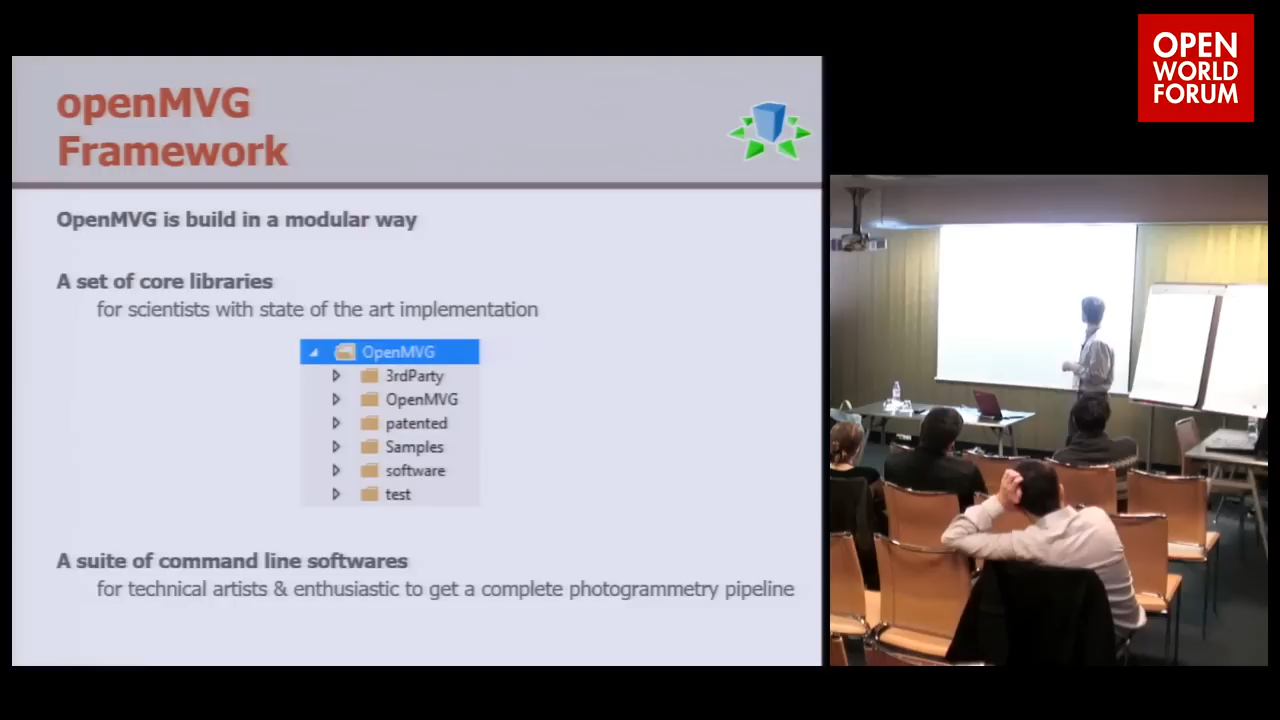 openMVG
Framework
OpenMVG is build in a modular way
A set of core libraries
for scientists with state of the art implementation
OpenMVG
3rdParty
OpenMVG
patented
Samples
software
test
A suite of command line softwares
for technical artists & enthusiastic to get a complete photogrammetry pipeline
OPEN
WORLD
FORUM